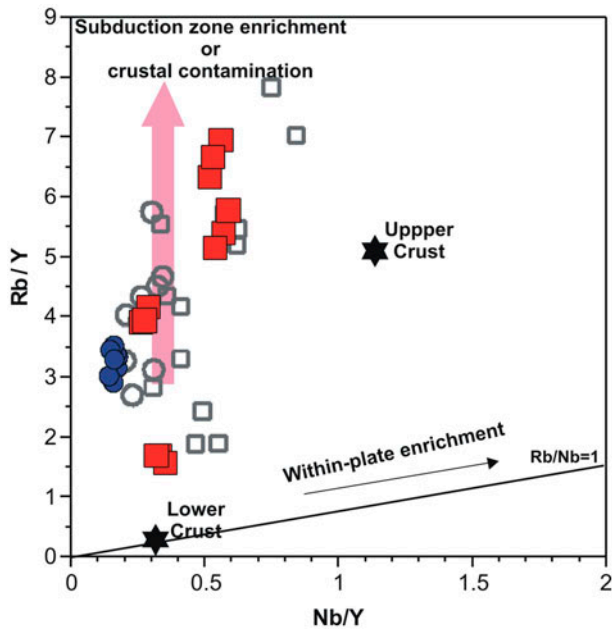 9
Subduction zone enrichment
or
crustal contamination
8
7
6
Uppper
Crust
5
Rb/Y
4
3
2
Within-plate enrichment
Rb/Nb=1
1
Lower
Crust
0
0
0.5
1
1.5
2
Nb/Y